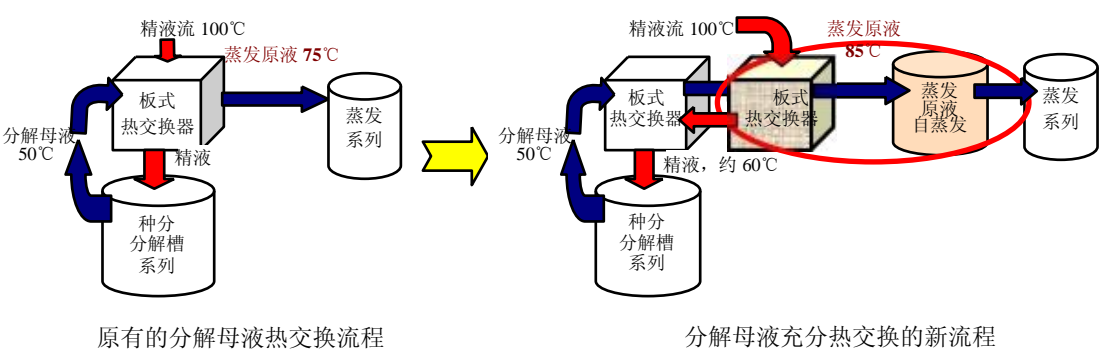 精液流 100℃
蒸发原液 75℃
板式
热交换器
分解母液
50℃
精液
蒸发
系列
种分
分解槽
系列
原有的分解母液热交换流程
精液流 100℃
蒸发原液
85℃
板式
热交换器
板式
热交换器
蒸发
原液
自蒸发
蒸发
系列
分解母液
50℃
精液，约 60℃
种分
分解槽
系列
分解母液充分热交换的新流程